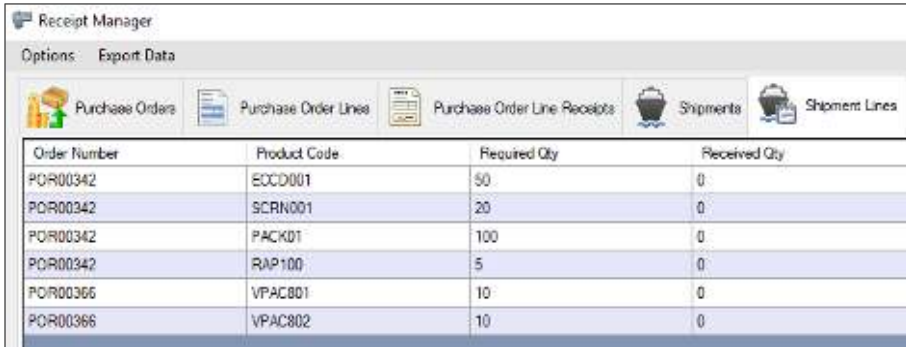 Receipt Manager
Options Export Data
Purchase Orders Purchase Order Lines Purchase Order Line Receipts Shipments Shipment Lines
Order Number Product Code Required Qty Received Qty
POR00342 ECCD001 50 0
POR00342 SCRN001 20 0
POR00342 PACK01 100 0
POR00342 RAP100 5 0
POR00366 VPAC801 10 0
POR00366 VPAC802 10 0